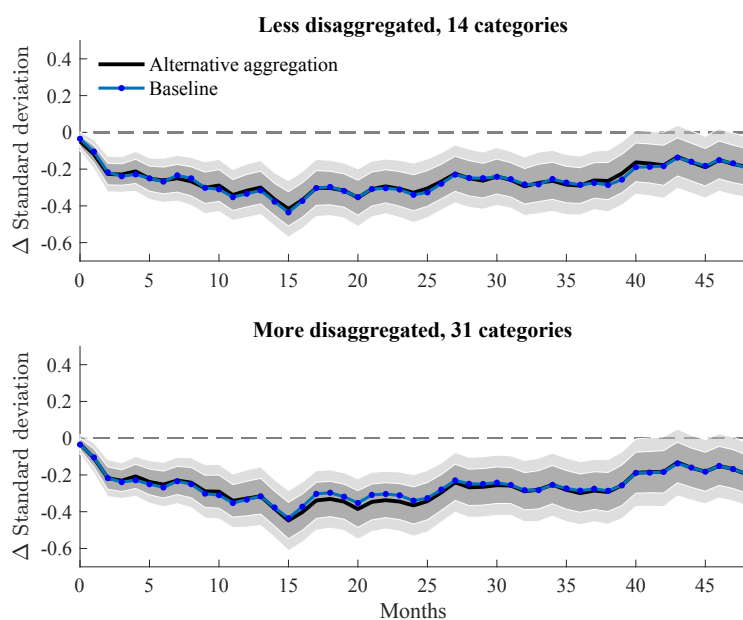 Less disaggregated, 14 categories
Δ Standard deviation
0.4
0.2
0
-0.2
-0.4
-0.6
Alternative aggregation
Baseline
0 5 10 15 20 25 30 35 40 45
More disaggregated, 31 categories
Δ Standard deviation
0.4
0.2
0
-0.2
-0.4
-0.6
0 5 10 15 20 25 30 35 40 45
Months